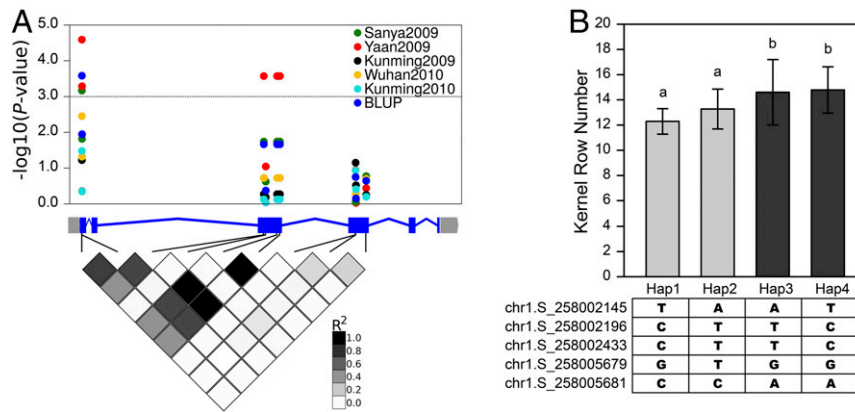 A
-log10(P-value)
5.0
4.0
3.0
2.0
1.0
0.0
Sanya2009
Yaan2009
Kunming2009
Wuhan2010
Kunming2010
BLUP
R2
1.0
0.8
0.6
0.4
0.2
0.0
B
Kernel Row Number
20
18
16
14
12
10
8
6
4
2
0
a a b b
Hap1 Hap2 Hap3 Hap4
chr1.S_258002145 T A A T
chr1.S_258002196 C T T C
chr1.S_258002433 C T T C
chr1.S_258005679 G T G G
chr1.S_258005681 C C A A